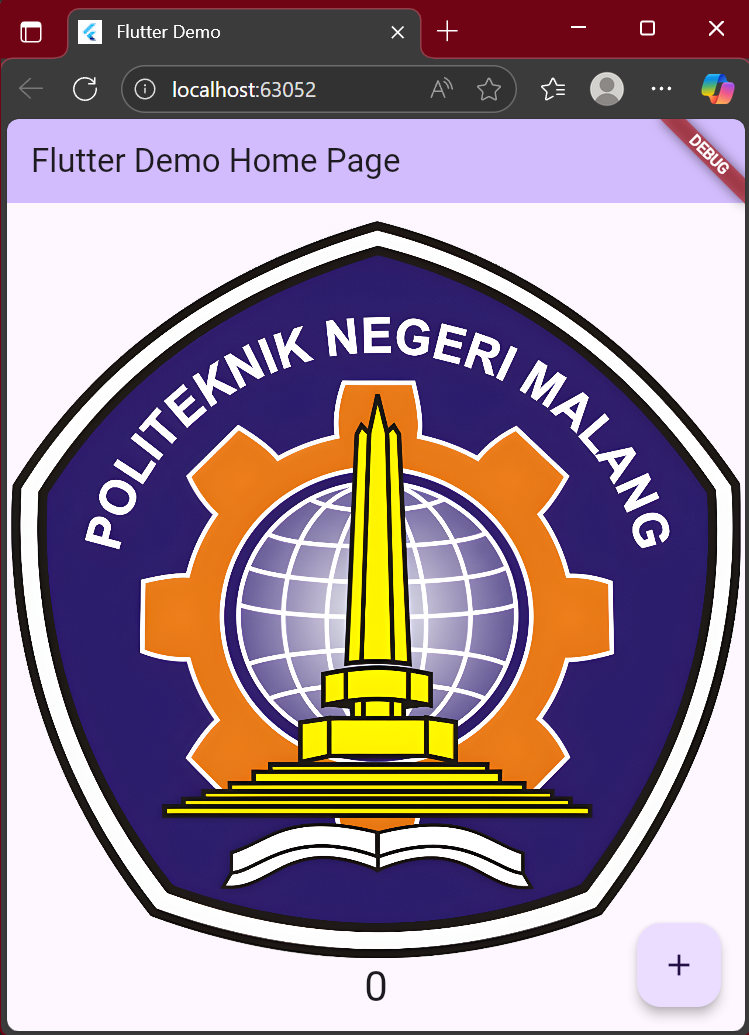 Flutter Demo
localhost:63052
Flutter Demo Home Page
DEBUG
POLITEKNIK NEGERI MALANG
0